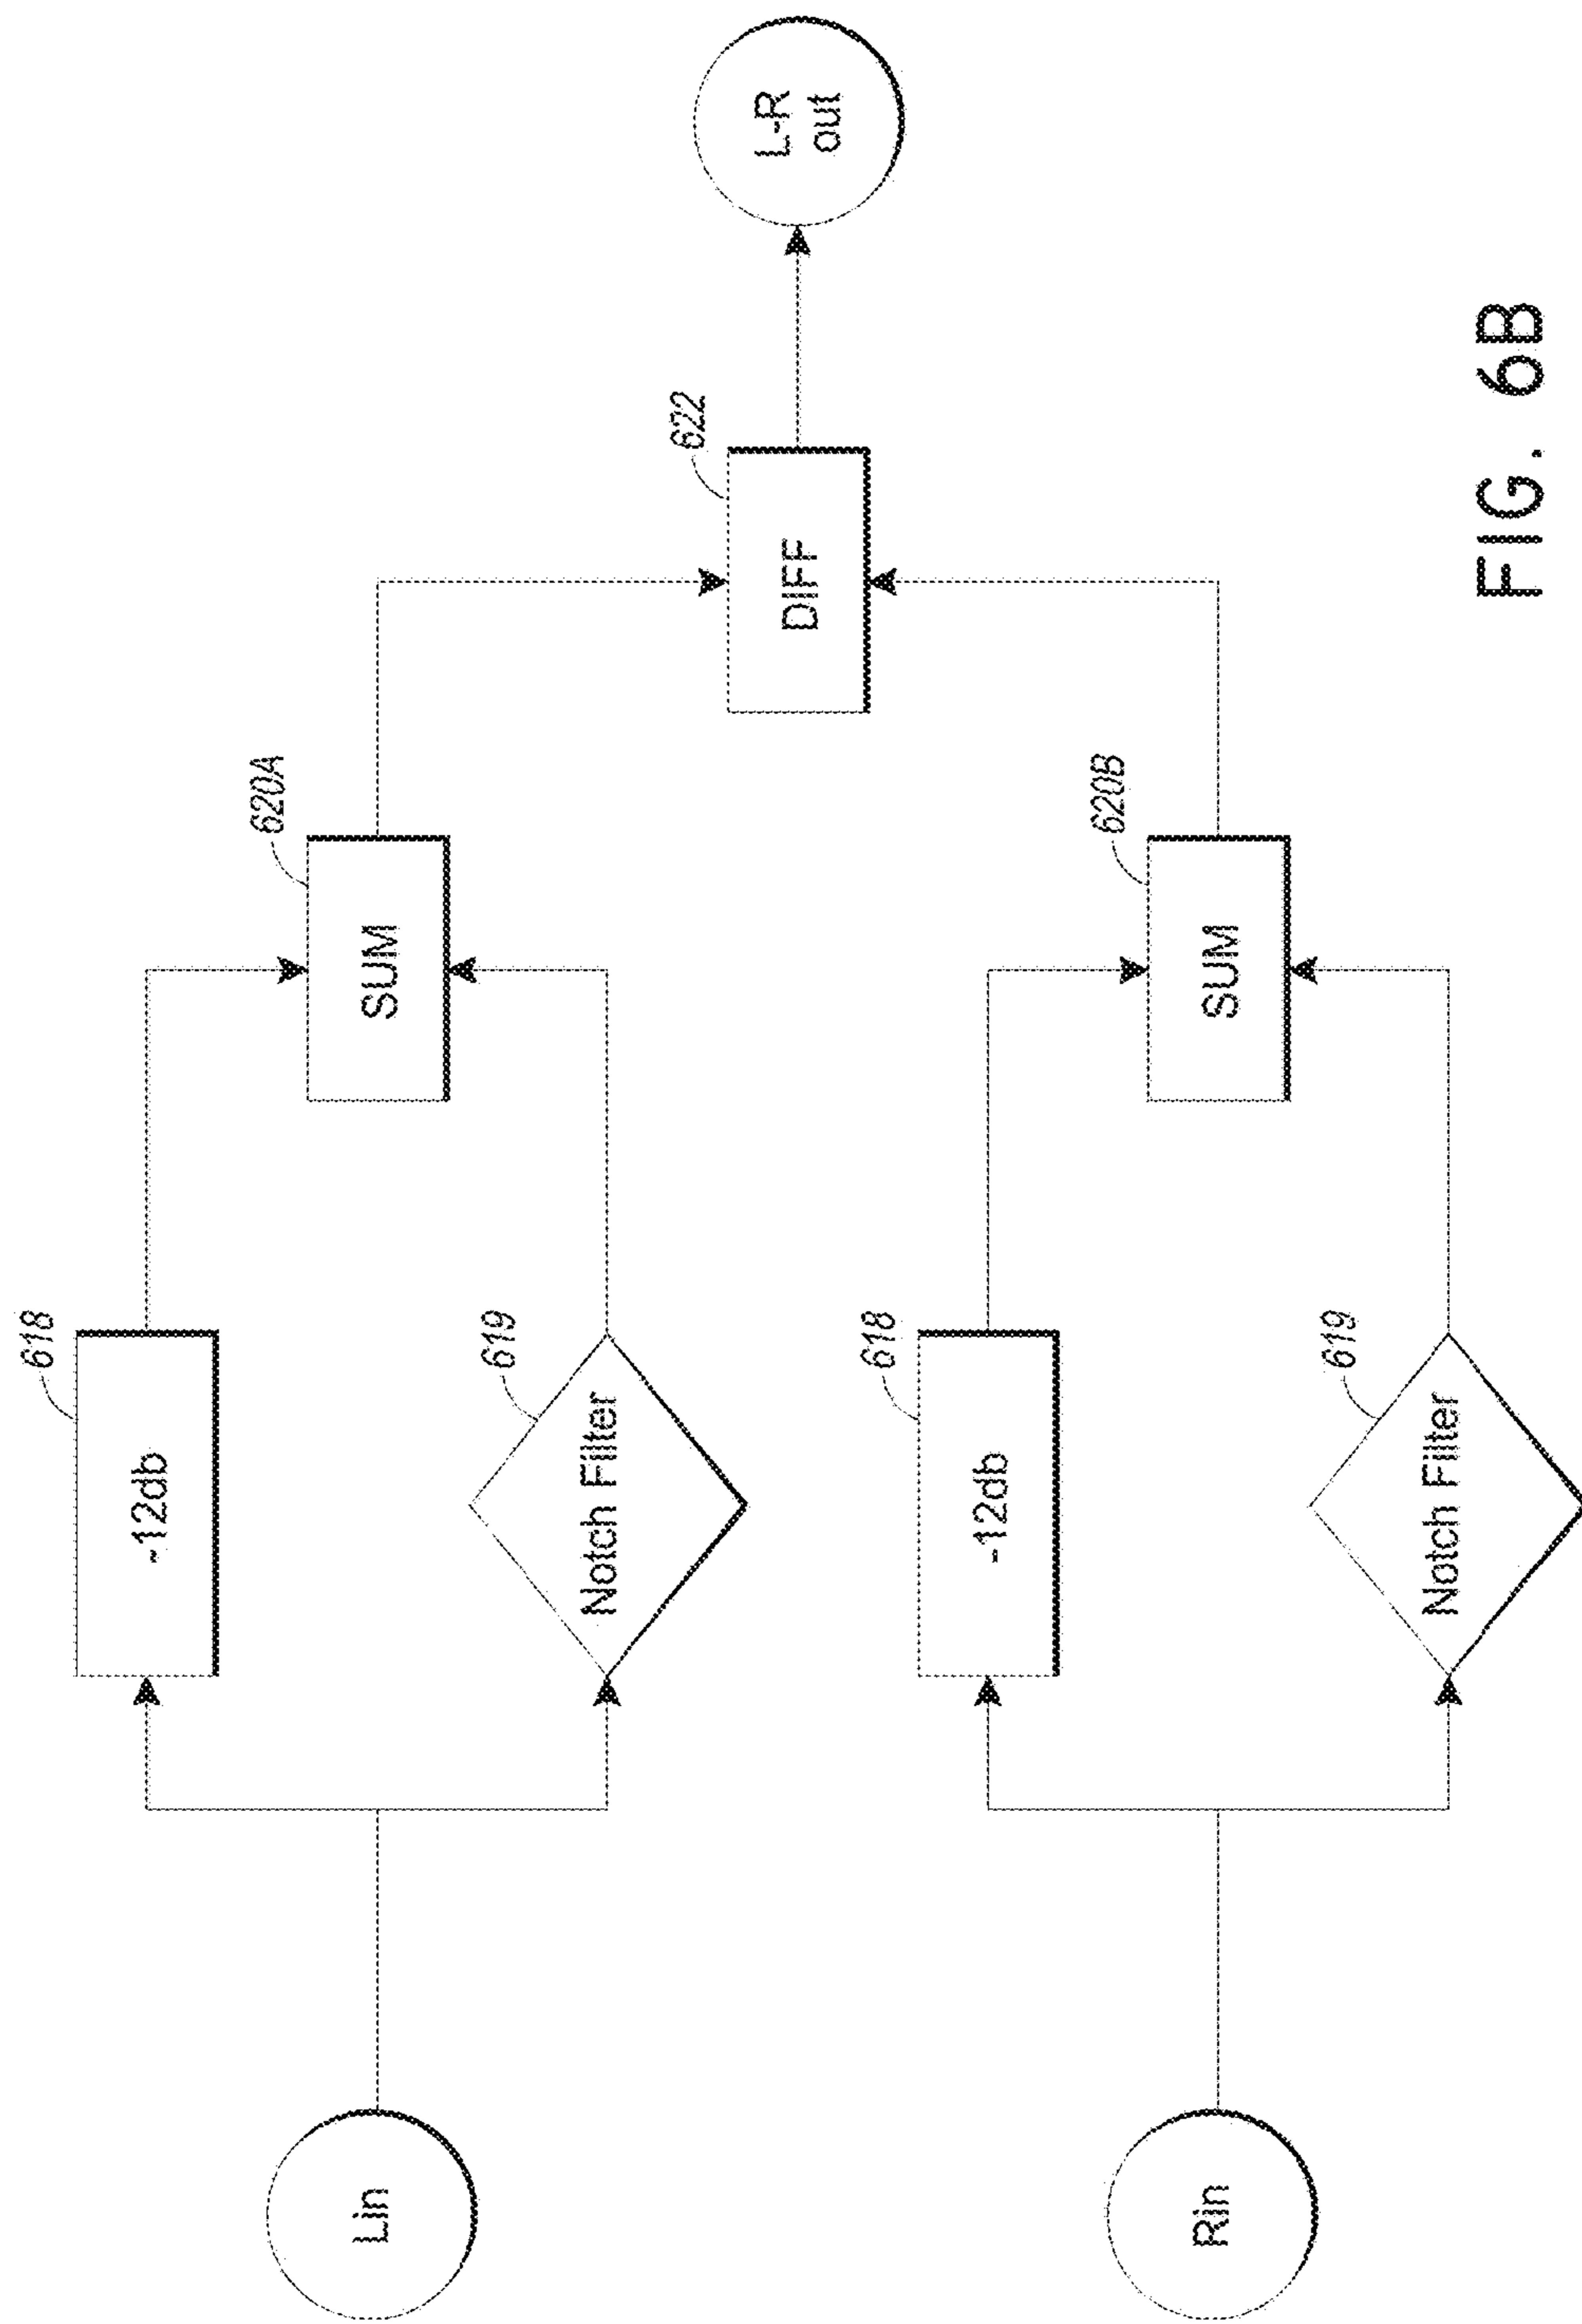 618
-12db
Lin
619
Notch Filter
620A
SUM
622
DIFF
L-R
out
618
-12db
Rin
619
Notch Filter
620B
SUM
FIG. 6B